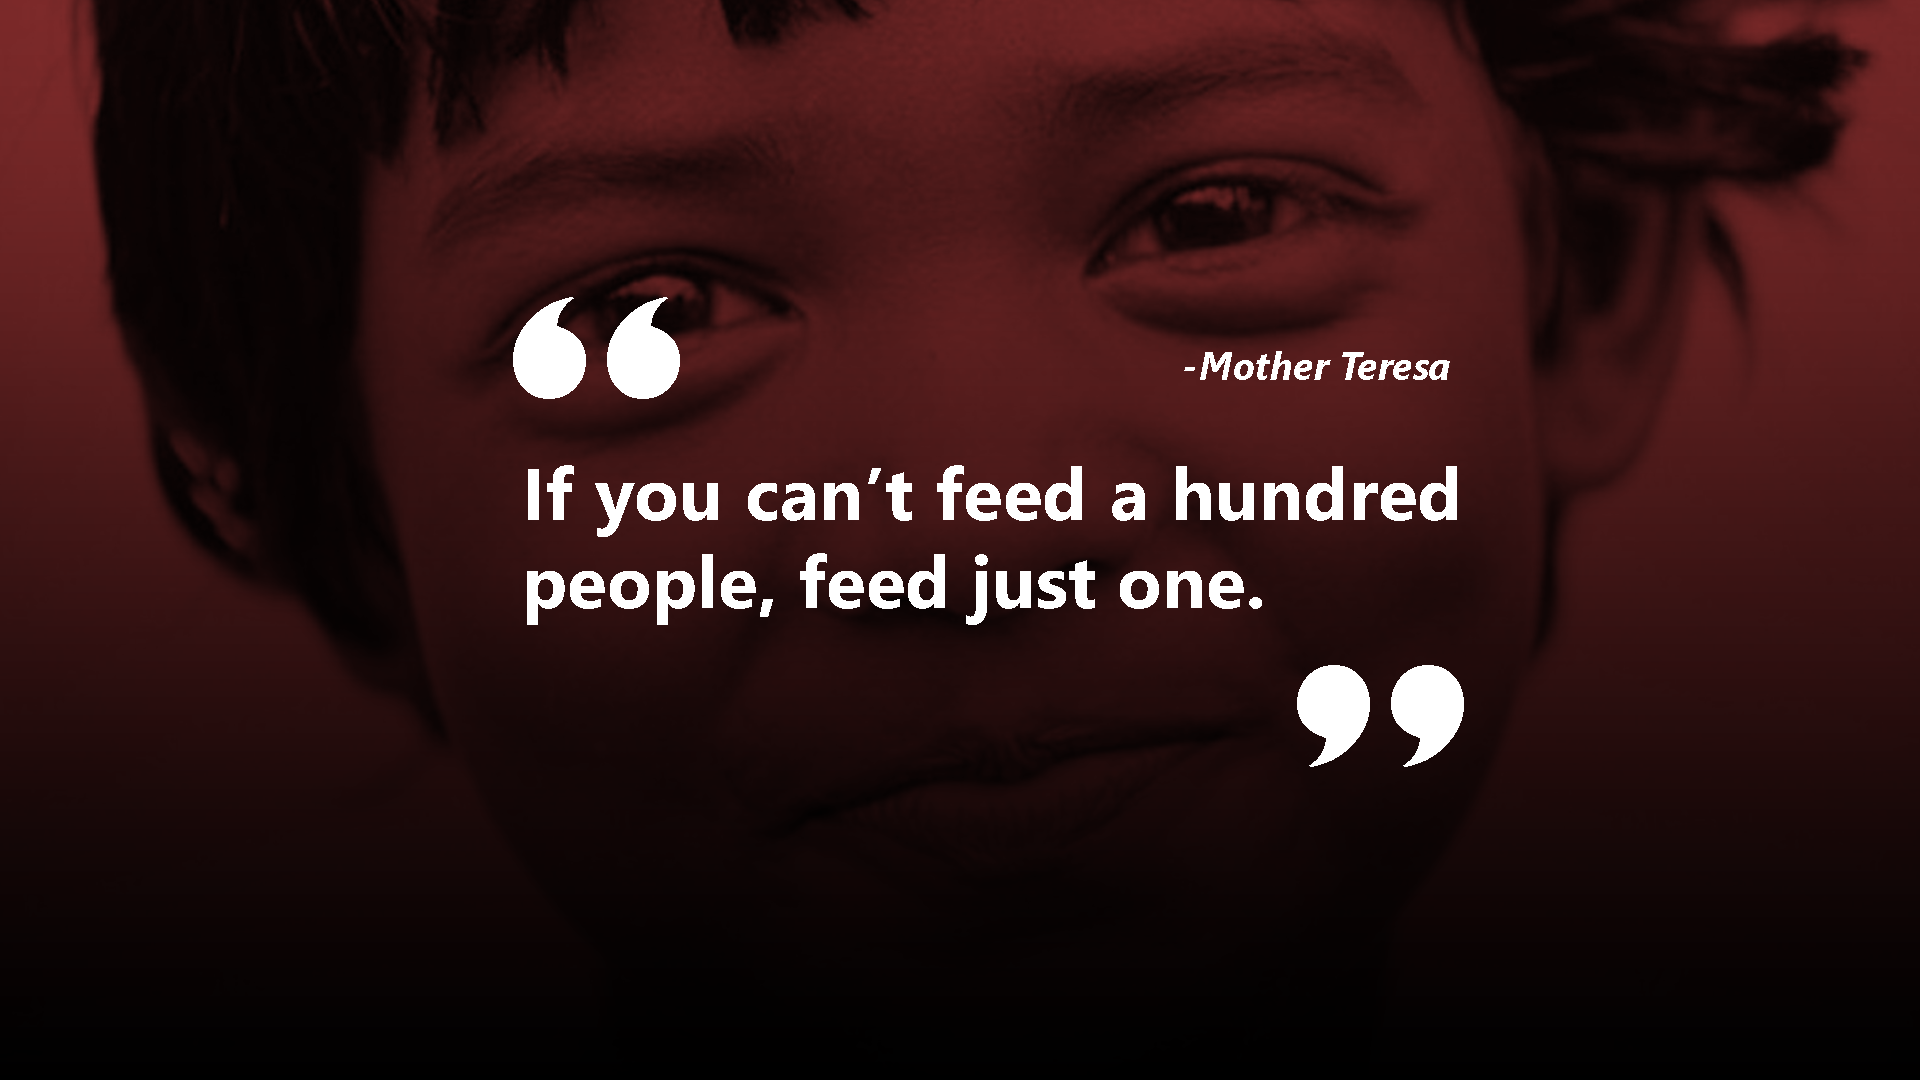 “
-Mother Teresa
If you can’t feed a hundred
people, feed just one.
”